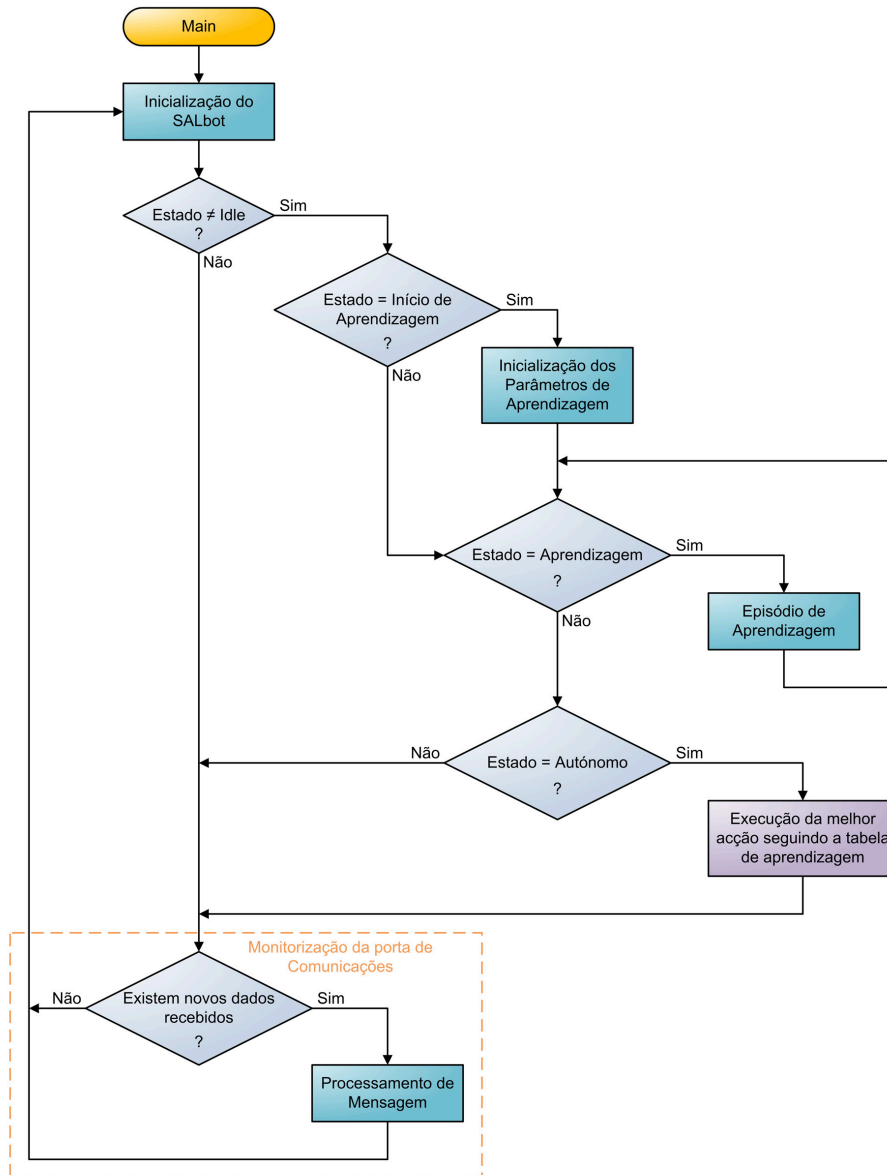 Main
Inicialização do
SALbot
Estado ≠ Idle
?
Sim
Não
Estado = Início de
Aprendizagem
?
Sim
Não
Inicialização dos
Parâmetros de
Aprendizagem
Estado = Aprendizagem
?
Sim
Não
Episódio de
Aprendizagem
Estado = Autónomo
?
Não
Sim
Execução da melhor
acção seguindo a tabela
de aprendizagem
Monitorização da porta de
Comunicações
Existem novos dados
recebidos
?
Não
Sim
Processamento de
Mensagem